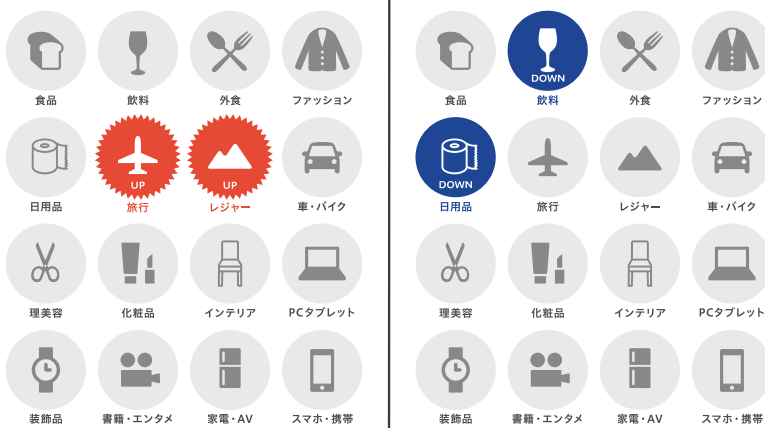 食品
飲料
外食
ファッション
日用品
UP
旅行
UP
レジャー
車・バイク
理美容
化粧品
インテリア
PCタブレット
装飾品
書籍・エンタメ
家電・AV
スマホ・携帯
食品
DOWN
飲料
外食
ファッション
DOWN
日用品
旅行
レジャー
車・バイク
理美容
化粧品
インテリア
PCタブレット
装飾品
書籍・エンタメ
家電・AV
スマホ・携帯